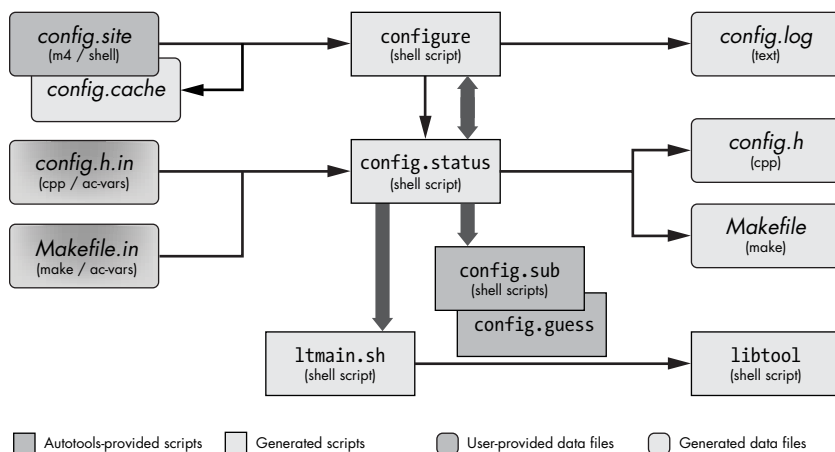 config.site
(m4 / shell)
config.cache
configure
(shell script)
config.log
(text)
config.h.in
(cpp / ac-vars)
config.status
(shell script)
config.h
(cpp)
Makefile.in
(make / ac-vars)
Makefile
(make)
config.sub
(shell scripts)
config.guess
ltmain.sh
(shell script)
libtool
(shell script)
Autotools-provided scripts
Generated scripts
User-provided data files
Generated data files